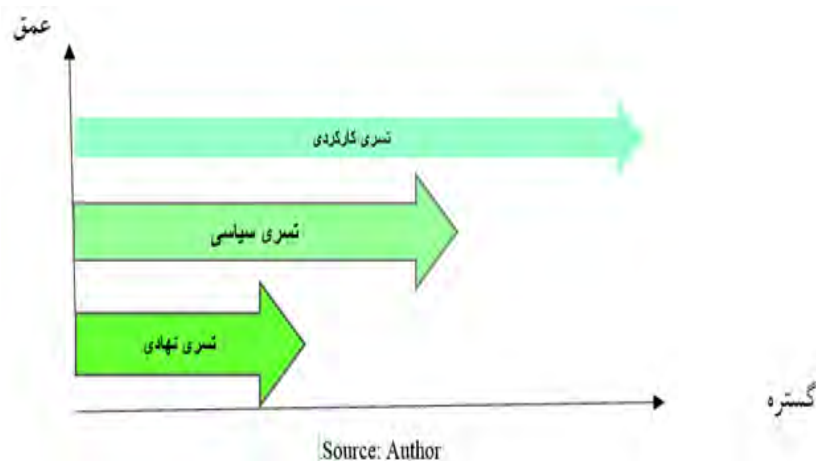 عمق
تسری کارکردی
تسری سیاسی
تسری نهادی
گستره
Source: Author